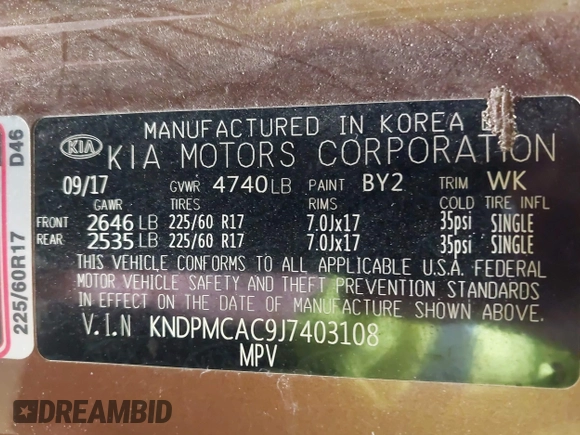 MANUFACTURED IN KOREA
KIA KIA MOTORS CORPORATION
09/17 GVWR 4740 LB PAINT BY2 TRIM WK
GAWR TIRES RIMS COLD TIRE INFL
FRONT 2646 LB 225/60 R17 7.0Jx17 35psi SINGLE
REAR 2535 LB 225/60 R17 7.0Jx17 35psi SINGLE
THIS VEHICLE CONFORMS TO ALL APPLICABLE U.S.A. FEDERAL
MOTOR VEHICLE SAFETY AND THEFT PREVENTION STANDARDS
IN EFFECT ON THE DATE OF MANUFACTURE SHOWN ABOVE.
V.I.N KNDPMCAC9J7403108
MPV
225/60R17 D46
DREAMBID